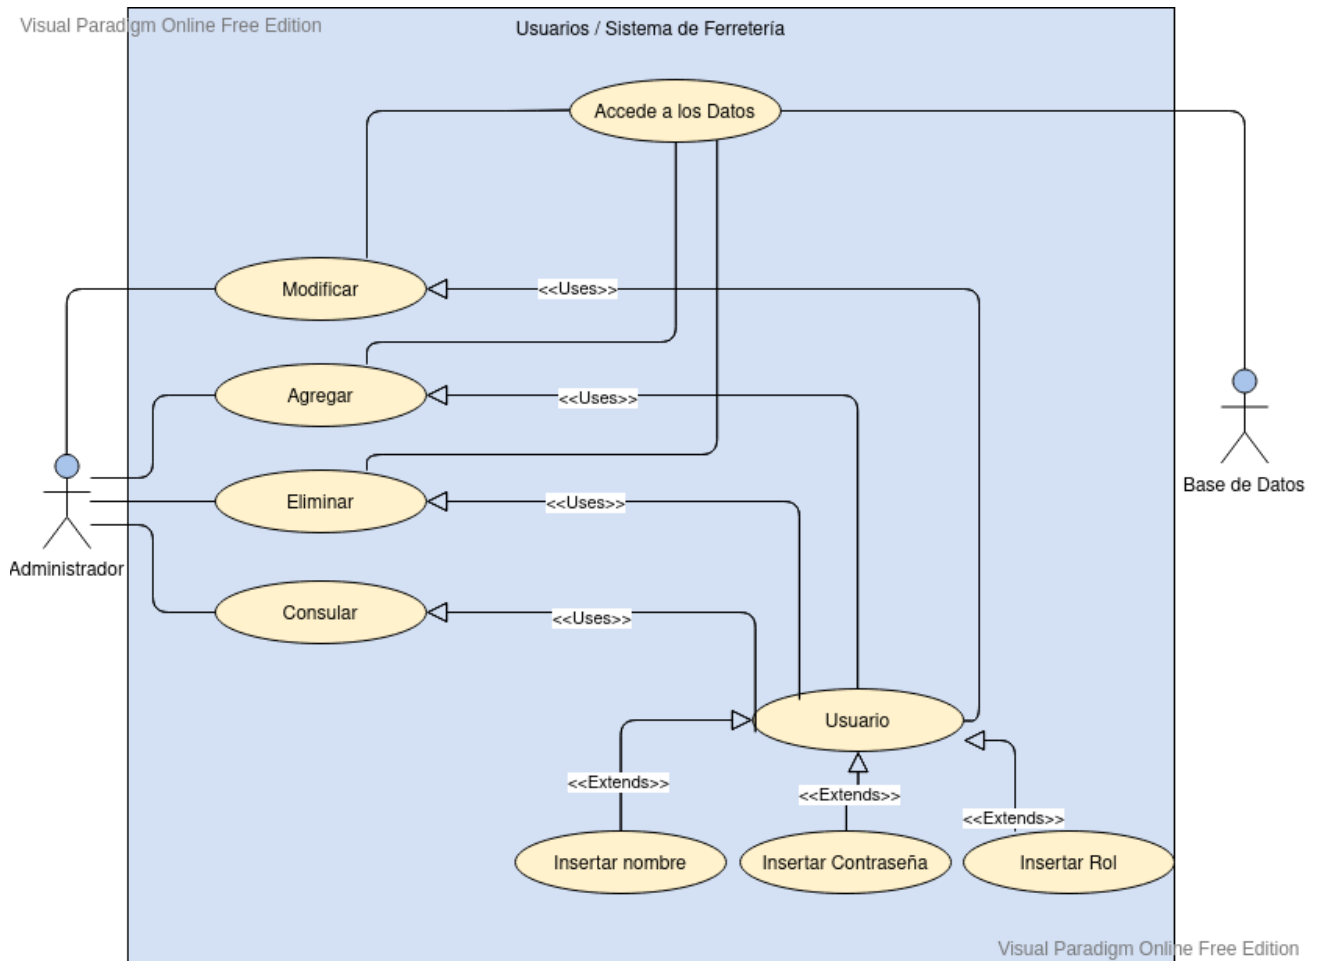 Visual Paradigm Online Free Edition
Usuarios / Sistema de Ferretería
Accede a los Datos
Modificar
<<Uses>>
Agregar
<<Uses>>
Eliminar
<<Uses>>
Base de Datos
Administrador
Consular
<<Uses>>
Usuario
<<Extends>>
<<Extends>>
<<Extends>>
Insertar nombre
Insertar Contraseña
Insertar Rol
Visual Paradigm Online Free Edition